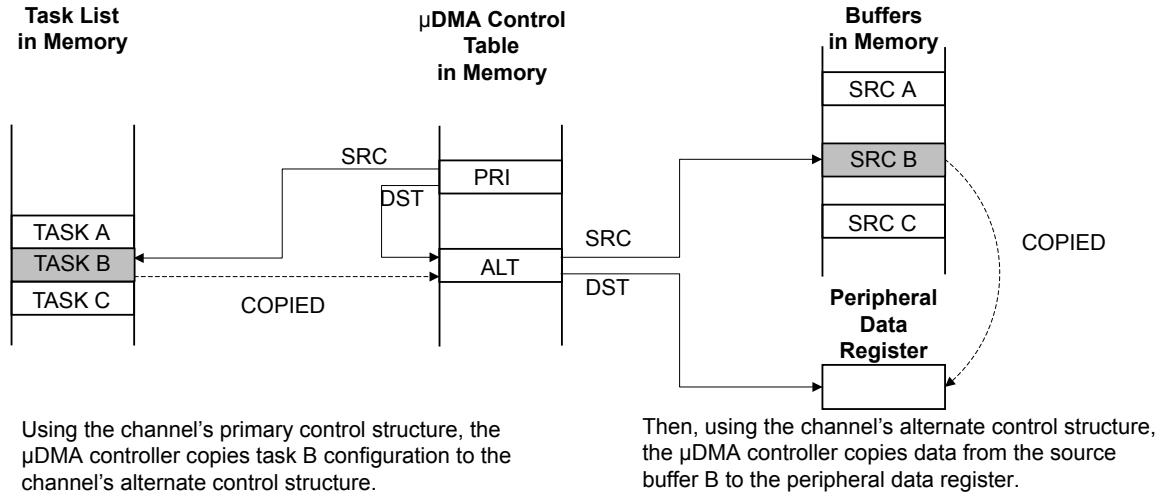 Task List
in Memory
µDMA Control
Table
in Memory
Buffers
in Memory
SRC A
SRC B
SRC C
SRC
PRI
DST
TASK A
TASK B
TASK C
ALT
SRC
DST
COPIED
COPIED
Peripheral
Data
Register
Using the channel’s primary control structure, the
µDMA controller copies task B configuration to the
channel’s alternate control structure.
Then, using the channel’s alternate control structure,
the µDMA controller copies data from the source
buffer B to the peripheral data register.